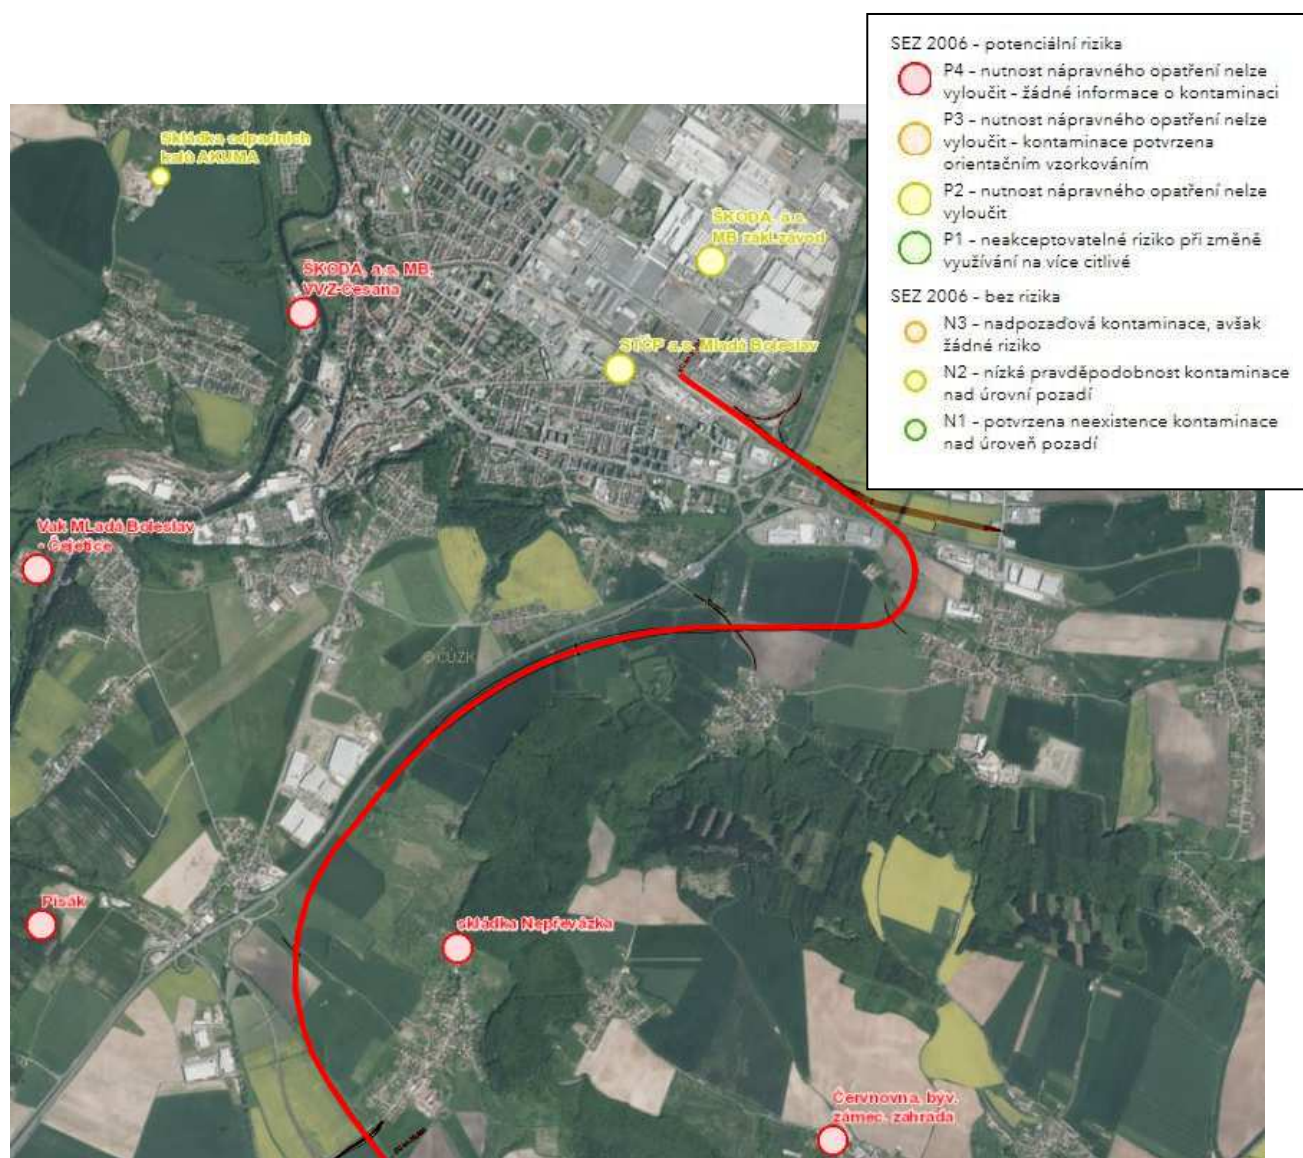 SEZ 2006 - potenciální rizika
P4 - nutnost nápravného opatření nelze
vyloučit - žádné informace o kontaminaci
P3 - nutnost nápravného opatření nelze
vyloučit - kontaminace potvrzena
orientačním vzorkováním
P2 - nutnost nápravného opatření nelze
vyloučit
P1 - neakceptovatelné riziko při změně
využívání na více citlivé
SEZ 2006 - bez rizika
N3 - nadpozaďová kontaminace, avšak
žádné riziko
N2 - nízká pravděpodobnost kontaminace
nad úrovní pozadí
N1 - potvrzena neexistence kontaminace
nad úroveň pozadí
Skládka odpadních
kalů AKUMA
ŠKODA, a.s.
MB zákl. závod
ŠKODA, a.s. MB,
VVZ-Česana
STČP a.s. Mladá Boleslav
Vak MLadá Boleslav
- Čejetice
© ČÚZK
Písák
skládka Nepřevázka
Červnovna, býv.
zámec. zahrada